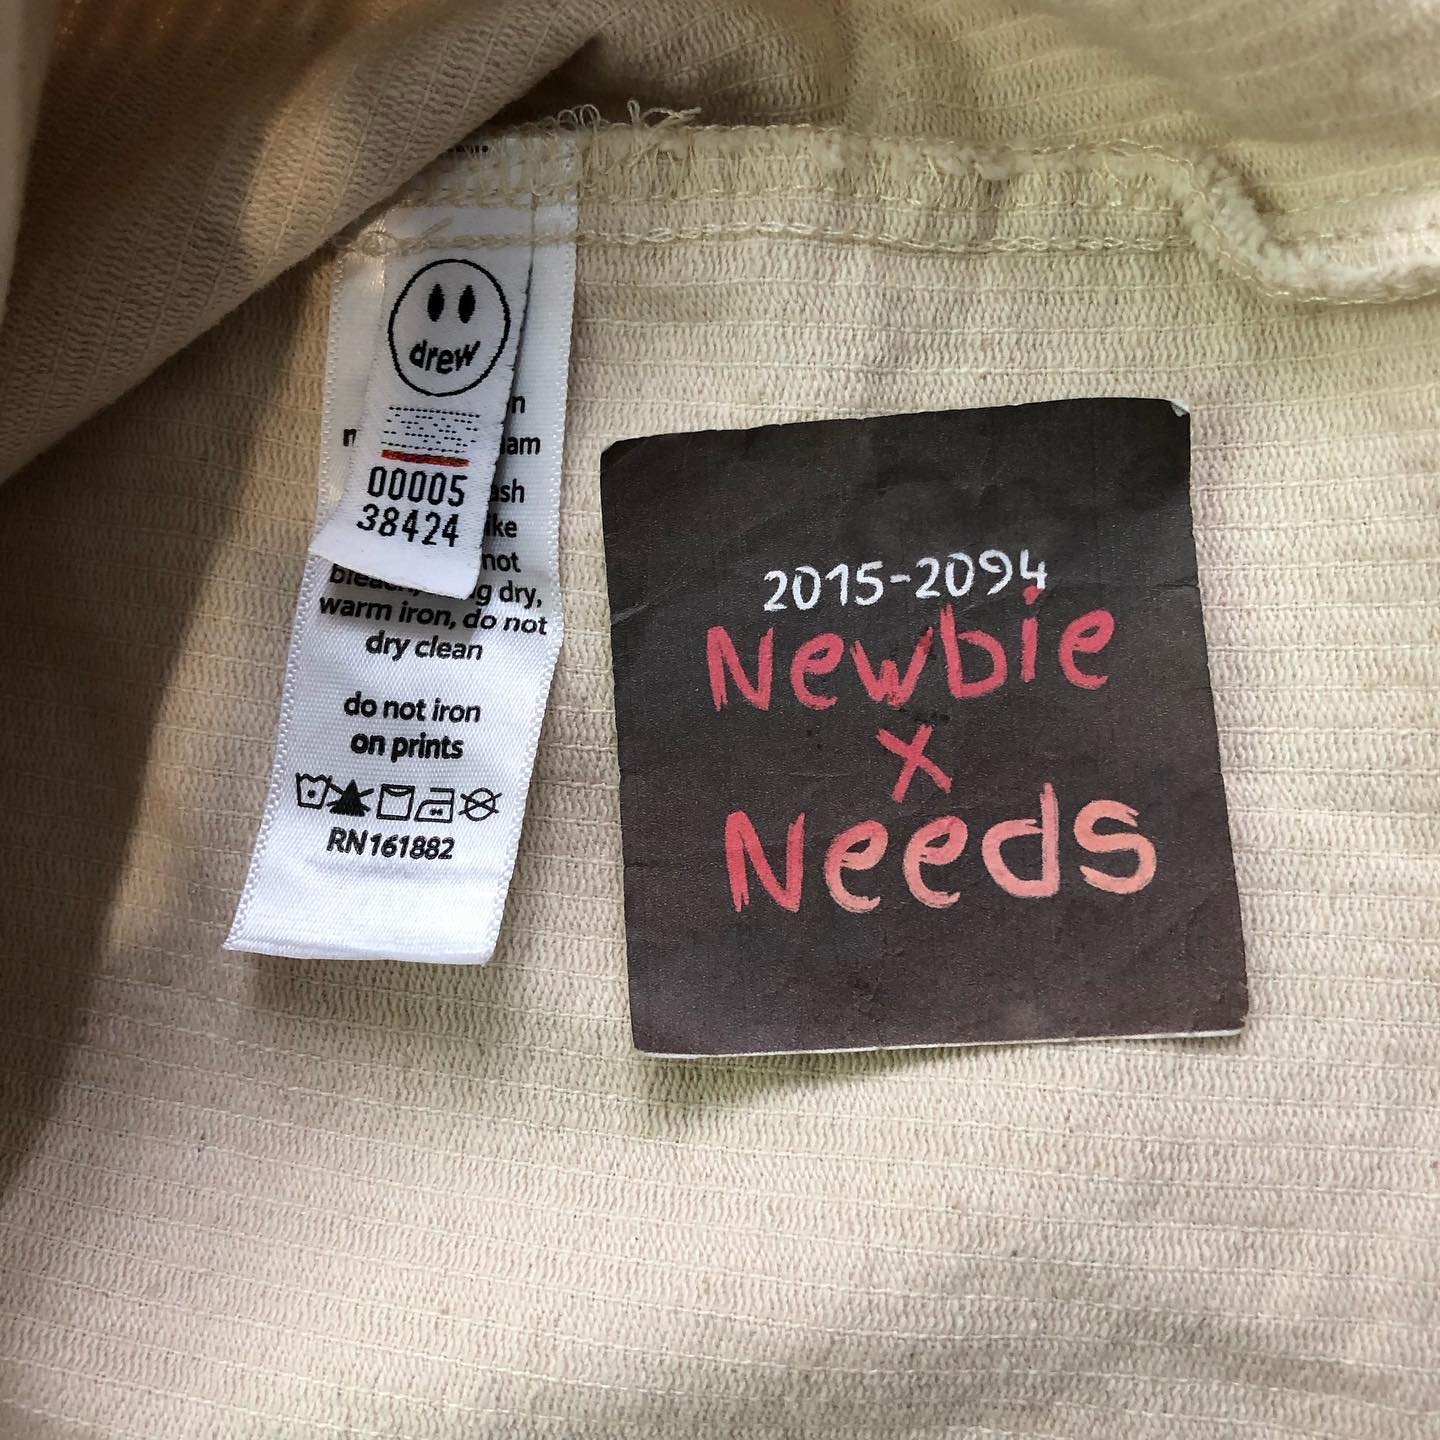 drew
00005
38424
not
g dry,
warm iron, do not
dry clean
do not iron
on prints
RN161882
2015-2094
Newbie
x
Needs